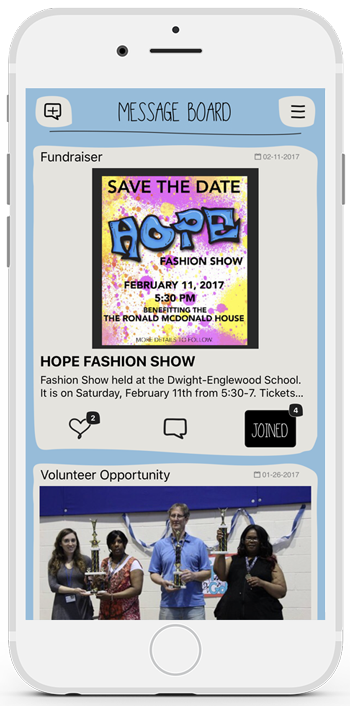 MESSAGE BOARD
Fundraiser
02-11-2017
SAVE THE DATE
HOPE
FASHION SHOW
FEBRUARY 11, 2017
5:30 PM
BENEFITTING THE
THE RONALD MCDONALD HOUSE
MORE DETAILS TO FOLLOW
HOPE FASHION SHOW
Fashion Show held at the Dwight-Englewood School.
It is on Saturday, February 11th from 5:30-7. Tickets...
2
JOINED
4
Volunteer Opportunity
01-26-2017